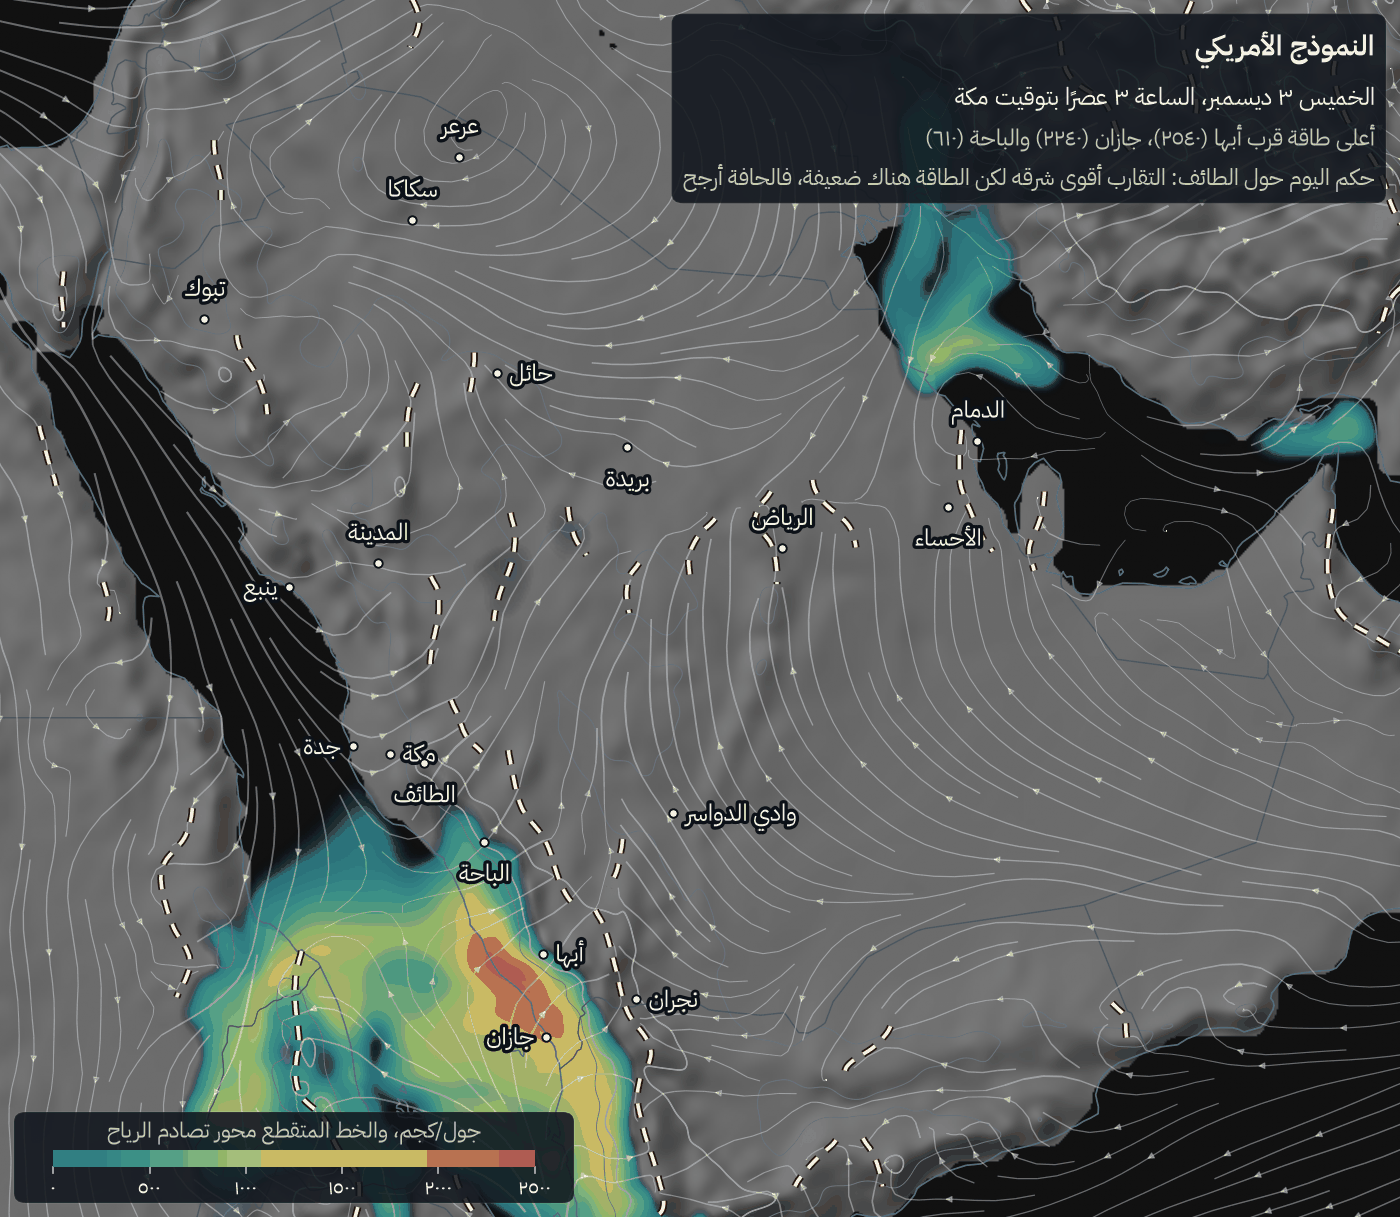 النموذج الأمريكي
الخميس ٣ ديسمبر، الساعة ٣ عصرًا بتوقيت مكة
أعلى طاقة قرب أبها (٢٥٤٠)، جازان (٢٢٤٠) والباحة (٦١٠)
حكم اليوم حول الطائف: التقارب أقوى شرقه لكن الطاقة هناك ضعيفة، فالحافة أرجح
عرعر
سكاكا
تبوك
حائل
الدمام
بريدة
الرياض
الأحساء
المدينة
ينبع
جدة
مكة
الطائف
وادي الدواسر
الباحة
أبها
نجران
جازان
جول/كجم، والخط المتقطع محور تصادم الرياح
٠ ٥٠٠ ١٠٠٠ ١٥٠٠ ٢٠٠٠ ٢٥٠٠